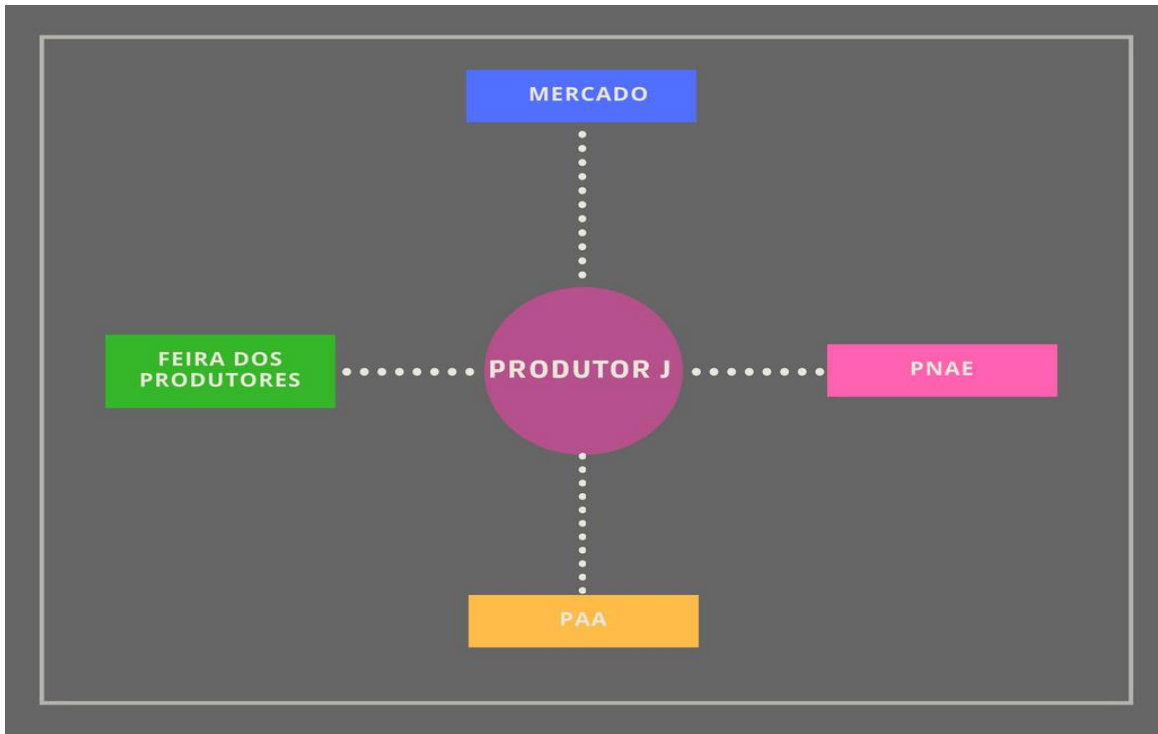 MERCADO
FEIRA DOS
PRODUTORES
PRODUTOR J
PNAE
PAA